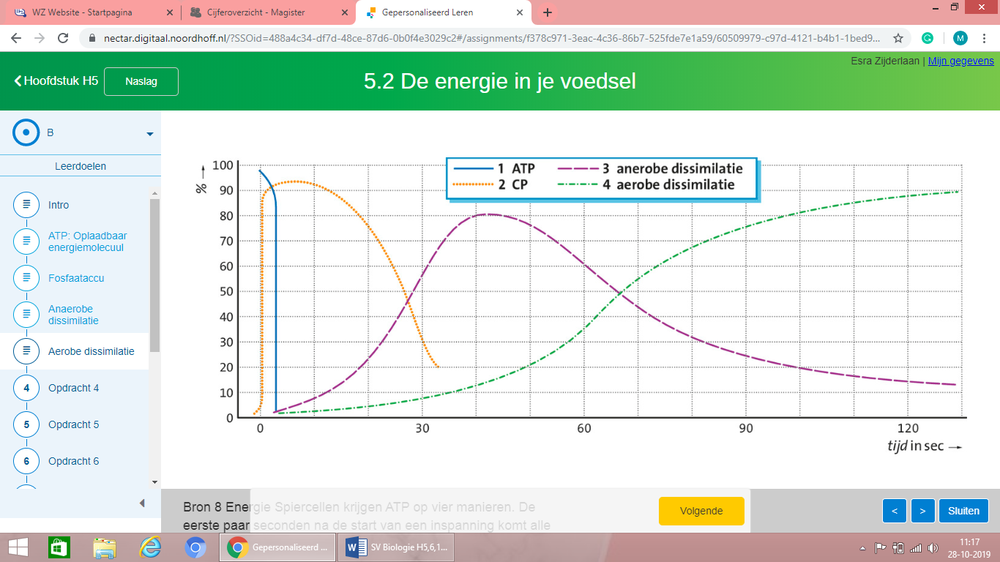 WZ Website - Startpagina
Cijferoverzicht - Magister
Gepersonaliseerd Leren
nectar.digitaal.noordhoff.nl/?SSOid=488a4c34-df7d-48ce-87d6-0b0f4e3029c2#/assignments/f378c971-3eac-4c36-86b7-525fde7e1a59/60509979-c97d-4121-b4b1-1bed9...
M
Esra Zijderlaan | Mijn gegevens
Hoofdstuk H5
Naslag
5.2 De energie in je voedsel
B
Leerdoelen
Intro
ATP: Oplaadbaar
energiemolecuul
Fosfaataccu
Anaerobe
dissimilatie
Aerobe dissimilatie
4 Opdracht 4
5 Opdracht 5
6 Opdracht 6
%
100
90
80
70
60
50
40
30
20
10
0
1 ATP
3 anerobe dissimilatie
2 CP
4 aerobe dissimilatie
0 30 60 90 120
tijd in sec
Bron 8 Energie Spiercellen krijgen ATP op vier manieren. De
eerste paar seconden na de start van een inspanning komt alle
Volgende
< > Sluiten
Gepersonaliseerd ...
SV Biologie H5,6,1...
11:17
28-10-2019